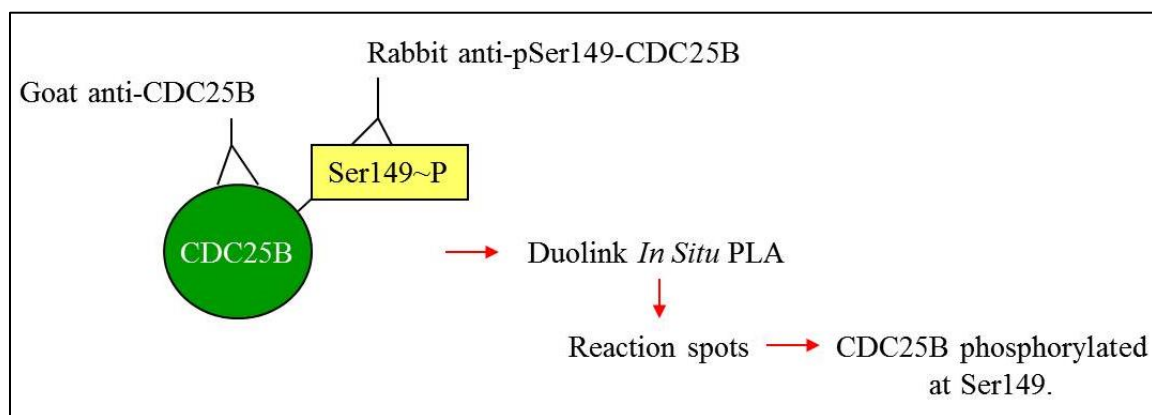 Rabbit anti-pSer149-CDC25B
Goat anti-CDC25B
Ser149~P
CDC25B
Duolink In Situ PLA
Reaction spots
CDC25B phosphorylated
at Ser149.